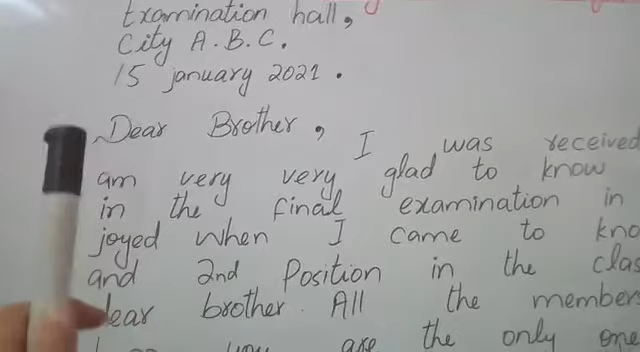 Examination hall,
City A.B.C.
15 january 2021.
Dear Brother,
I was received
am very very glad to know
in the final examination in
joyed when I came to kno
and 2nd Position in the clas
dear brother. All the member
you are the only one